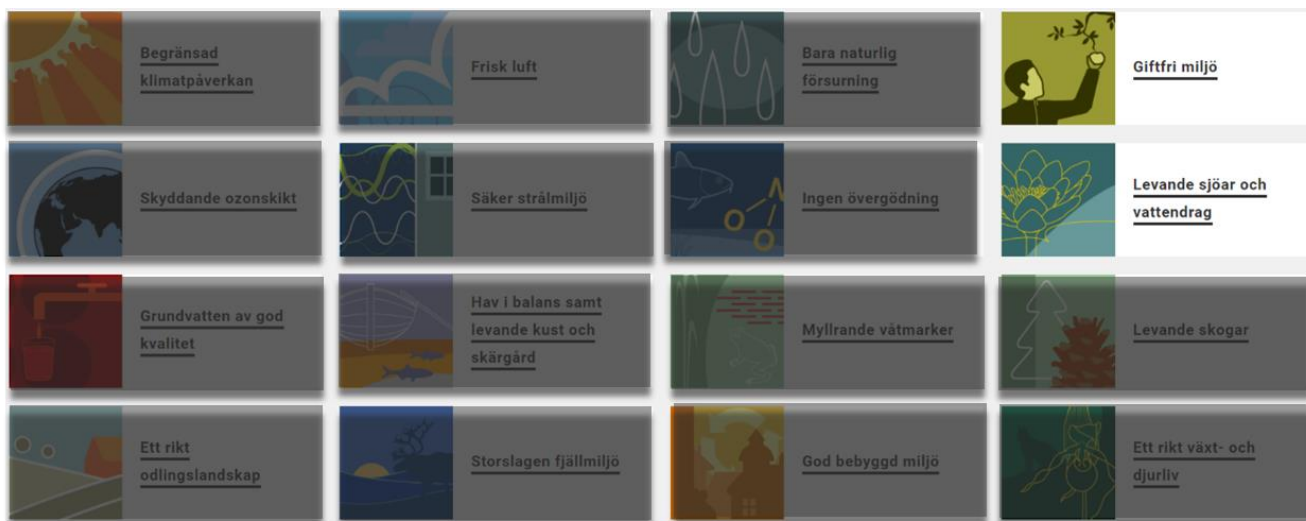 Begränsad
klimatpåverkan
Frisk luft
Bara naturlig
försurning
Giftfri miljö
Skyddande ozonskikt
Säker strålmiljö
Ingen övergödning
Levande sjöar och
vattendrag
Grundvatten av god
kvalitet
Hav i balans samt
levande kust och
skärgård
Myllrande våtmarker
Levande skogar
Ett rikt
odlingslandskap
Storslagen fjällmiljö
God bebyggd miljö
Ett rikt växt- och
djurliv